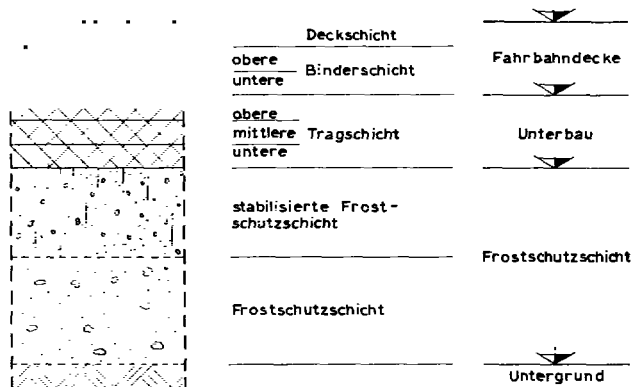 Deckschicht
obere
untere
Binderschicht
Fahrbahndecke
obere
mittlere
untere
Tragschicht
Unterbau
stabilisierte Frost-
schutzschicht
Frostschutzschicht
Frostschutzschicht
Untergrund